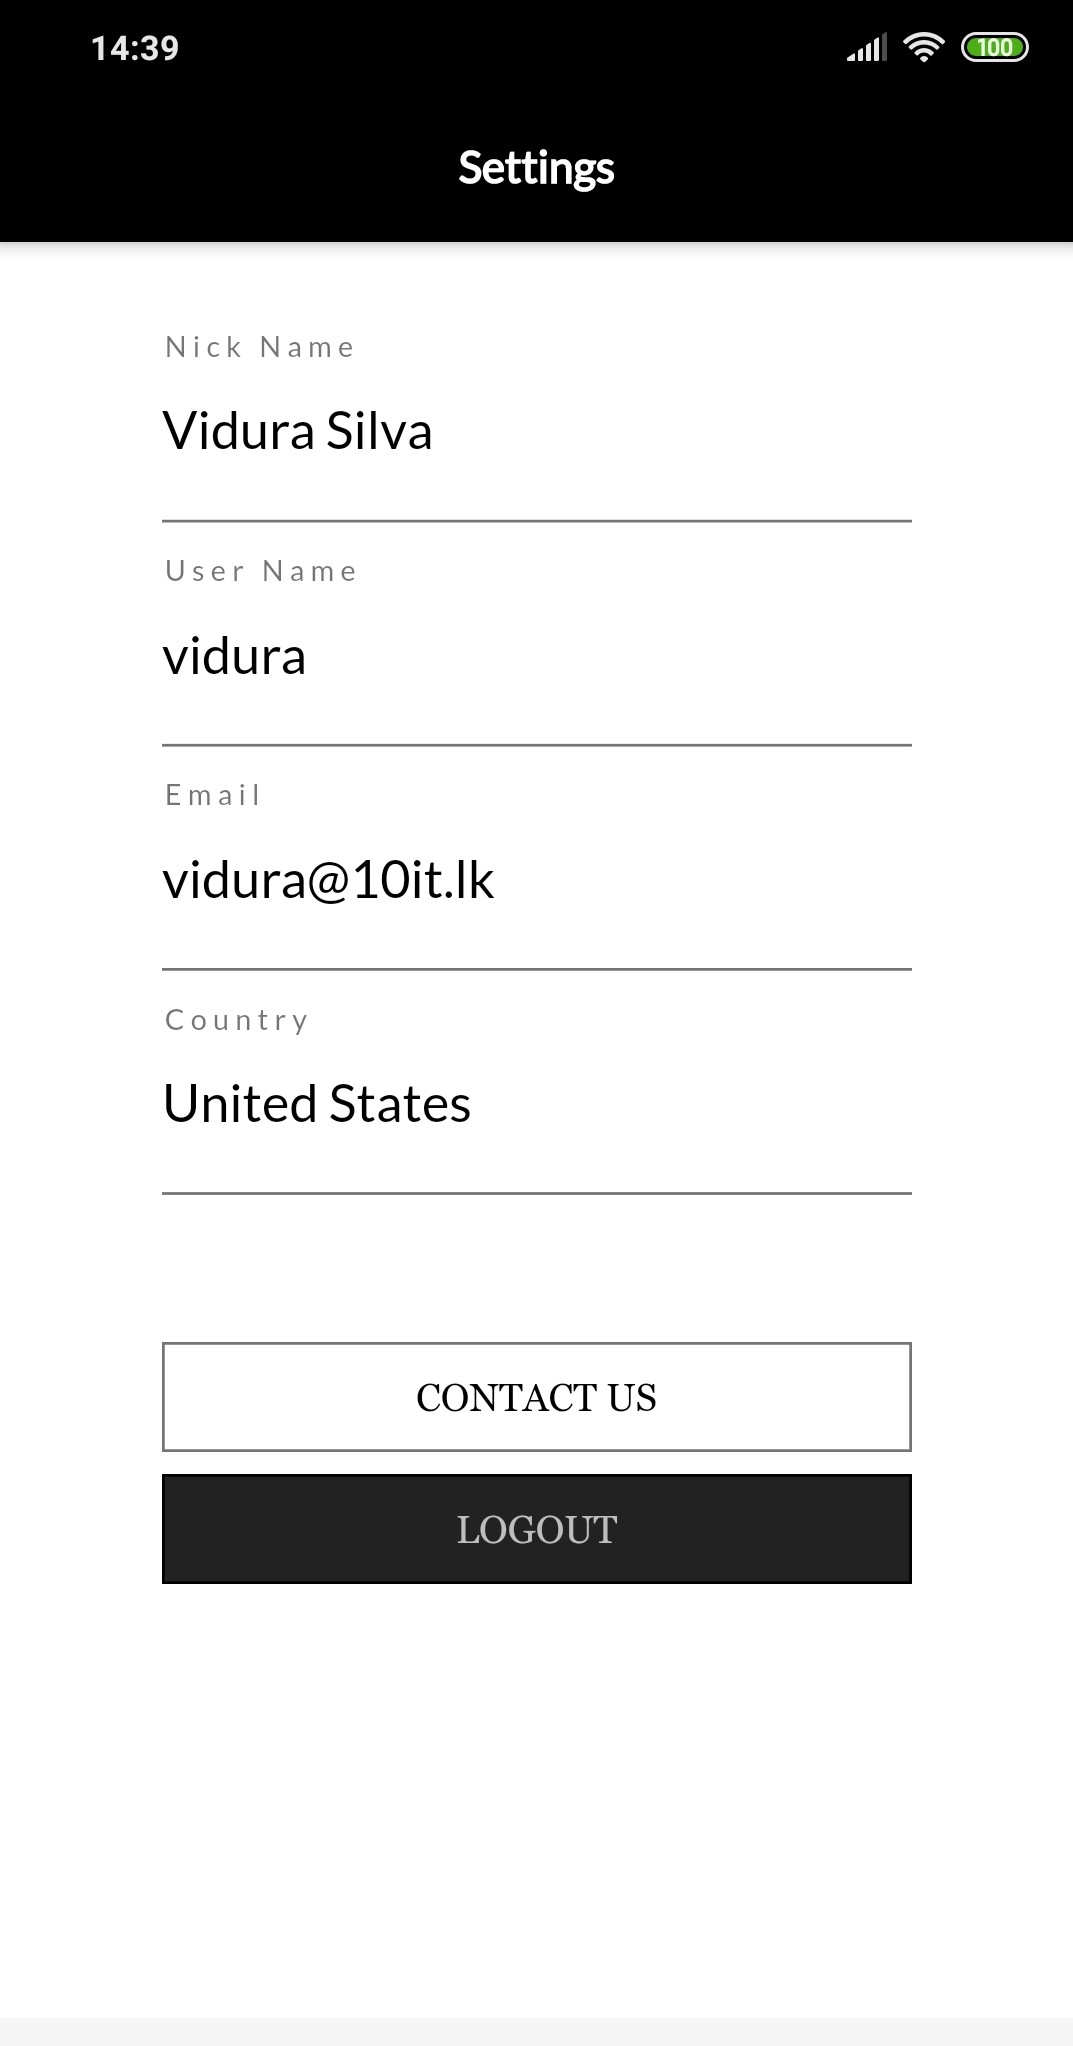 14:39
100
Settings
Nick Name
Vidura Silva
User Name
vidura
Email
vidura@10it.lk
Country
United States
CONTACT US
LOGOUT